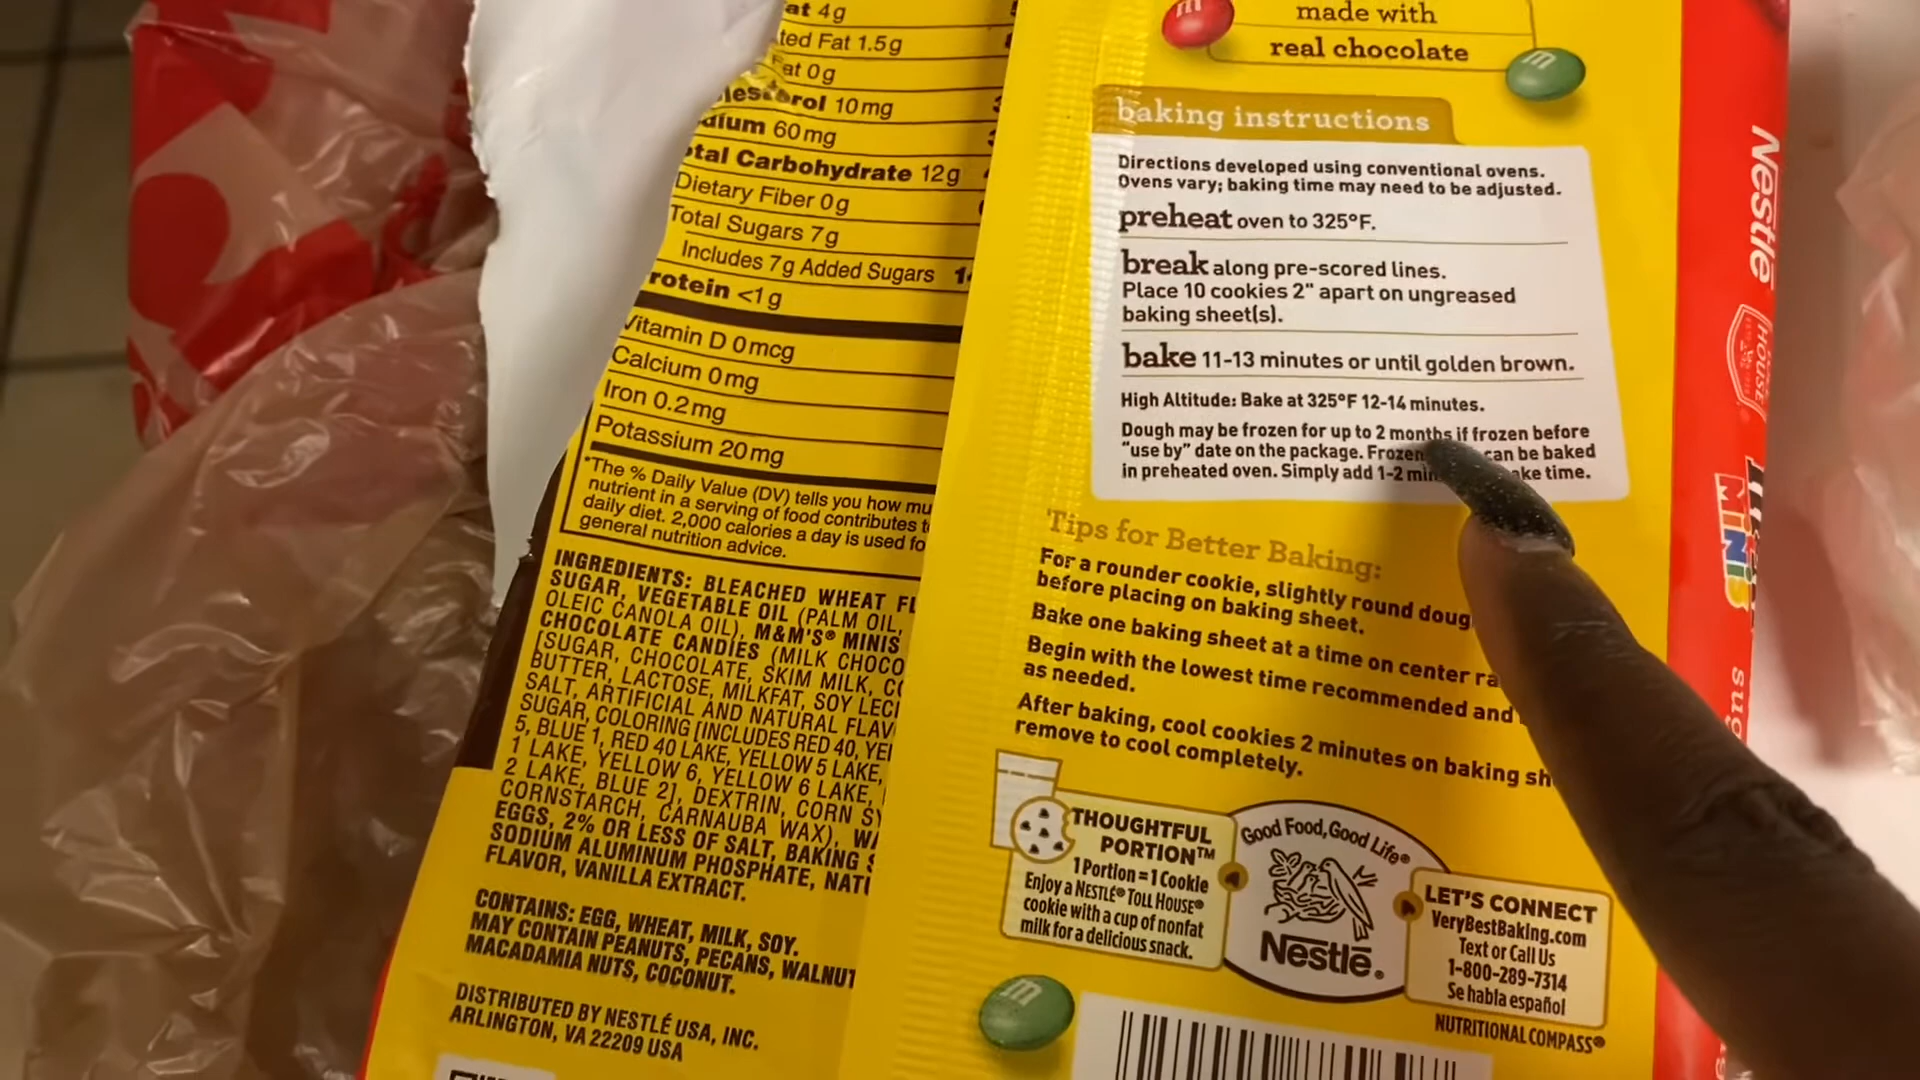 at 4g
ted Fat 1.5g
Fat 0g
lesterol 10mg
dium 60mg
tal Carbohydrate 12g
Dietary Fiber 0g
Total Sugars 7g
Includes 7g Added Sugars
rotein <1g
Vitamin D 0mcg
Calcium 0mg
Iron 0.2mg
Potassium 20mg
*The % Daily Value (DV) tells you how mu
nutrient in a serving of food contributes t
daily diet. 2,000 calories a day is used fo
general nutrition advice.
INGREDIENTS: BLEACHED WHEAT FL
SUGAR, VEGETABLE OIL (PALM OIL,
OLEIC CANOLA OIL), M&M'S® MINIS
CHOCOLATE CANDIES (MILK CHOCO
[SUGAR, CHOCOLATE, SKIM MILK, CO
BUTTER, LACTOSE, MILKFAT, SOY LECI
SALT, ARTIFICIAL AND NATURAL FLAV
SUGAR, COLORING [INCLUDES RED 40, YEL
5, BLUE 1, RED 40 LAKE, YELLOW 5 LAKE,
1 LAKE, YELLOW 6, YELLOW 6 LAKE,
2 LAKE, BLUE 2], DEXTRIN, CORN SY
CORNSTARCH, CARNAUBA WAX), WA
EGGS, 2% OR LESS OF SALT, BAKING S
SODIUM ALUMINUM PHOSPHATE, NATU
FLAVOR, VANILLA EXTRACT.
CONTAINS: EGG, WHEAT, MILK, SOY.
MAY CONTAIN PEANUTS, PECANS, WALNUT
MACADAMIA NUTS, COCONUT.
DISTRIBUTED BY NESTLÉ USA, INC.
ARLINGTON, VA 22209 USA
m
made with
real chocolate
m
baking instructions
Directions developed using conventional ovens.
Ovens vary; baking time may need to be adjusted.
preheat oven to 325°F.
break along pre-scored lines.
Place 10 cookies 2" apart on ungreased
baking sheet(s).
bake 11-13 minutes or until golden brown.
High Altitude: Bake at 325°F 12-14 minutes.
Dough may be frozen for up to 2 months if frozen before
"use by" date on the package. Frozen can be baked
in preheated oven. Simply add 1-2 min ake time.
Tips for Better Baking:
For a rounder cookie, slightly round doug
before placing on baking sheet.
Bake one baking sheet at a time on center ra
Begin with the lowest time recommended and
as needed.
After baking, cool cookies 2 minutes on baking sh
remove to cool completely.
THOUGHTFUL
PORTION™
1 Portion = 1 Cookie
Enjoy a NESTLÉ® TOLL HOUSE®
cookie with a cup of nonfat
milk for a delicious snack.
Good Food, Good Life®
Nestlē®
LET'S CONNECT
VeryBestBaking.com
Text or Call Us
1-800-289-7314
Se habla español
NUTRITIONAL COMPASS®
m
Nestlē
HOUSE
MINIS
sug